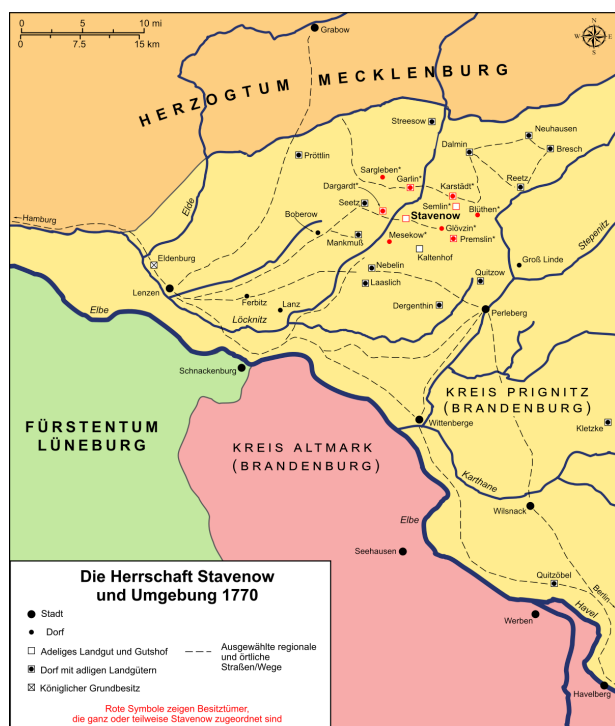 0 5 10 mi
0 7.5 15 km
N
W E
S
Grabow
HERZOGTUM MECKLENBURG
Streesow
Neuhausen
Dalmin
Bresch
Pröttlin
Sargleben*
Garlin*
Karstädt*
Reetz
Elde
Dargardt*
Semlin*
Blüthen*
Seetz
Stavenow
Stepenitz
Hamburg
Boberow
Glövzin*
Mankmuß
Mesekow*
Premslin*
Kaltenhof
Eldenburg
Nebelin
Quitzow
Groß Linde
Lenzen
Laaslich
Ferbitz
Lanz
Dergenthin
Elbe
Löcknitz
Perleberg
Schnackenburg
KREIS PRIGNITZ
(BRANDENBURG)
FÜRSTENTUM
LÜNEBURG
KREIS ALTMARK
(BRANDENBURG)
Wittenberge
Kletzke
Karthane
Wilsnack
Elbe
Seehausen
Quitzöbel
Berlin
Havel
Werben
Havelberg
Die Herrschaft Stavenow
und Umgebung 1770
Stadt
Dorf
Adeliges Landgut und Gutshof
Dorf mit adligen Landgütern
Königlicher Grundbesitz
Ausgewählte regionale
und örtliche
Straßen/Wege
Rote Symbole zeigen Besitztümer,
die ganz oder teilweise Stavenow zugeordnet sind